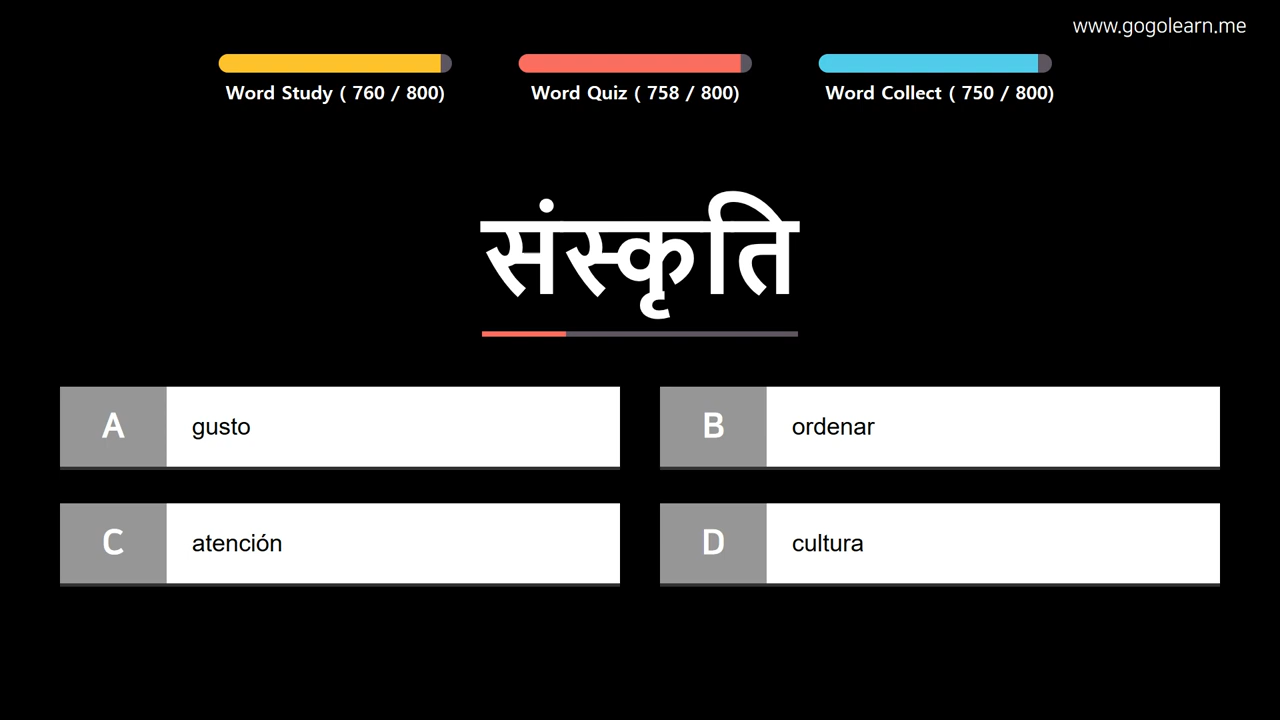 www.gogolearn.me
Word Study ( 760 / 800)
Word Quiz ( 758 / 800)
Word Collect ( 750 / 800)
संस्कृति
A
gusto
B
ordenar
C
atención
D
cultura